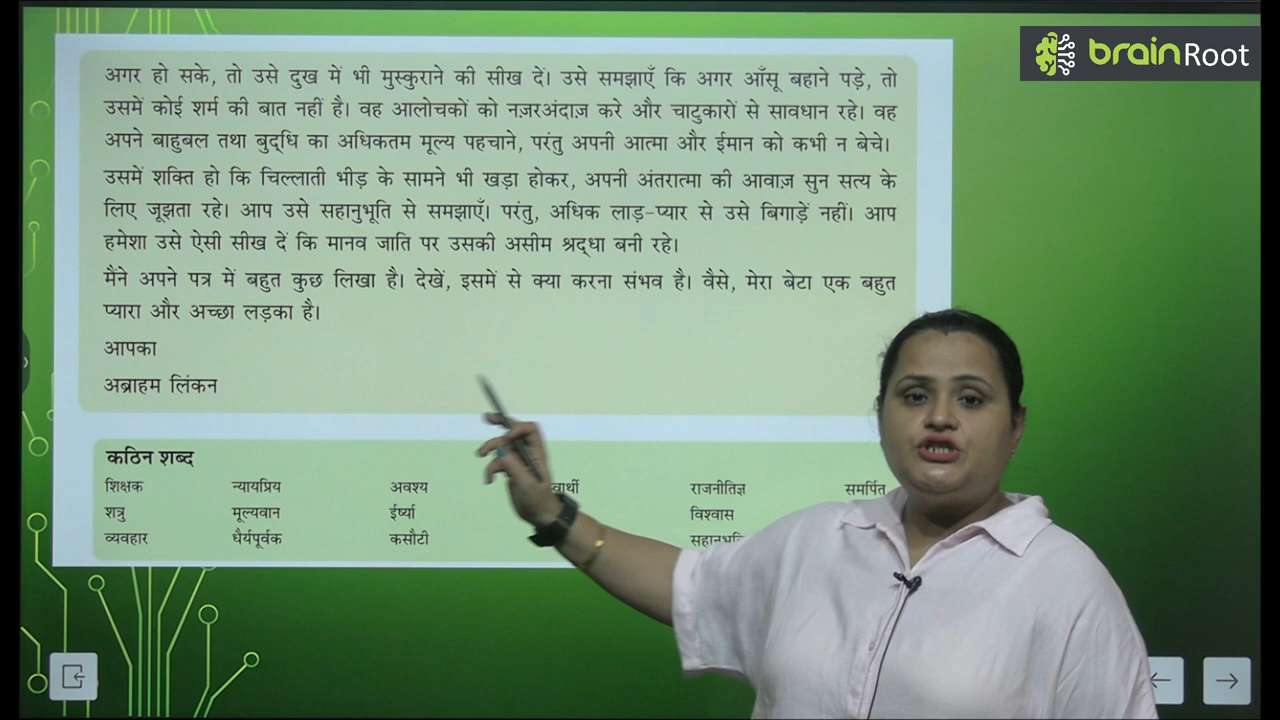 brainRoot
अगर हो सके, तो उसे दुख में भी मुस्कुराने की सीख दें। उसे समझाएँ कि अगर आँसू बहाने पड़े, तो
उसमें कोई शर्म की बात नहीं है। वह आलोचकों को नज़रअंदाज़ करे और चाटुकारों से सावधान रहे। वह
अपने बाहुबल तथा बुद्धि का अधिकतम मूल्य पहचाने, परंतु अपनी आत्मा और ईमान को कभी न बेचे।
उसमें शक्ति हो कि चिल्लाती भीड़ के सामने भी खड़ा होकर, अपनी अंतरात्मा की आवाज़ सुन सत्य के
लिए जूझता रहे। आप उसे सहानुभूति से समझाएँ। परंतु, अधिक लाड़-प्यार से उसे बिगाड़ें नहीं। आप
हमेशा उसे ऐसी सीख दें कि मानव जाति पर उसकी असीम श्रद्धा बनी रहे।
मैंने अपने पत्र में बहुत कुछ लिखा है। देखें, इसमें से क्या करना संभव है। वैसे, मेरा बेटा एक बहुत
प्यारा और अच्छा लड़का है।
आपका
अब्राहम लिंकन
कठिन शब्द
शिक्षक न्यायप्रिय अवश्य राजनीतिज्ञ समर्पित
शत्रु मूल्यवान ईर्ष्या विश्वास
व्यवहार धैर्यपूर्वक कसौटी